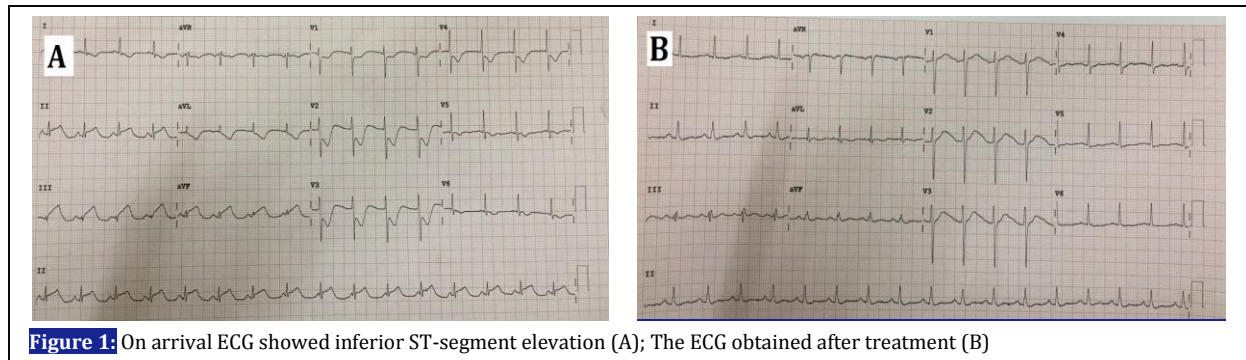 I aVR V1 V4
A
II aVL V2 V5
III aVF V3 V6
II
I aVR V1 V4
B
II aVL V2 V5
III aVF V3 V6
II
Figure 1: On arrival ECG showed inferior ST-segment elevation (A); The ECG obtained after treatment (B)